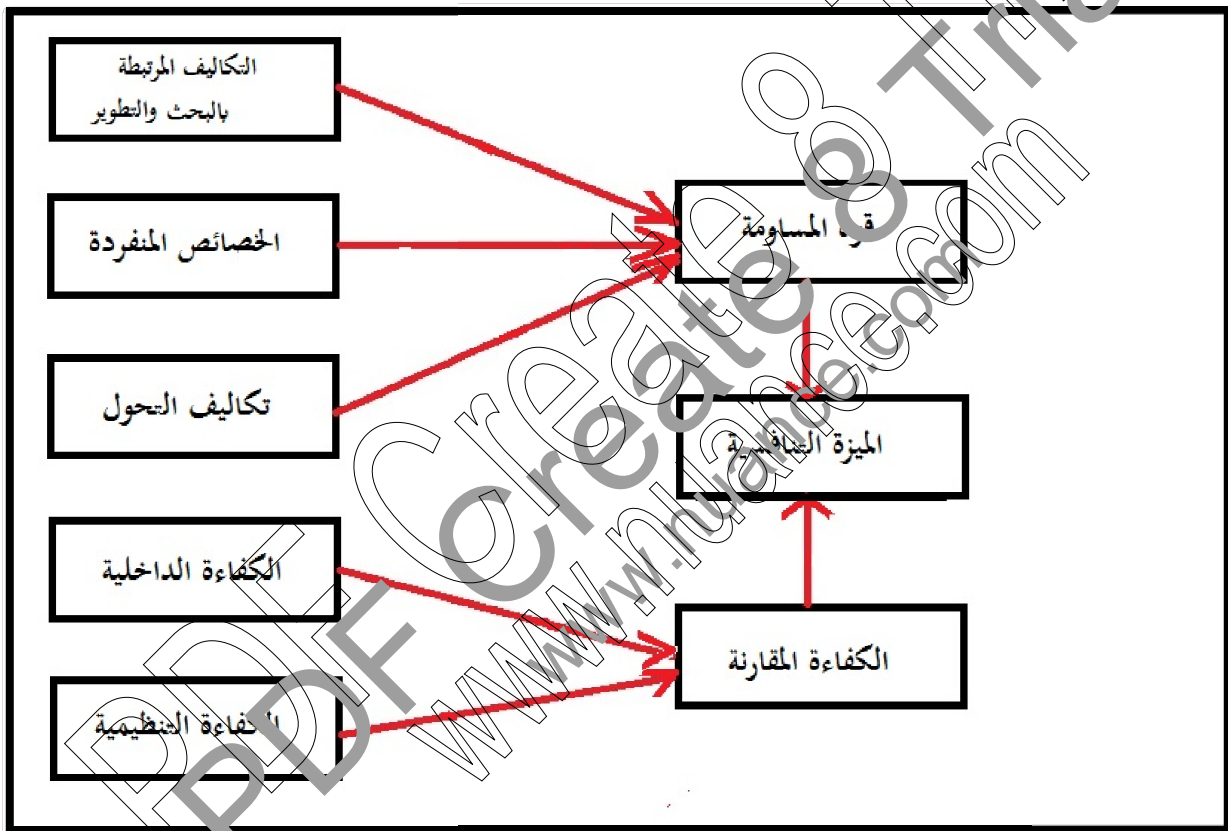 التكاليف المرتبطة
بالبحث والتطوير
الخصائص المنفردة
تكاليف التحول
الكفاءة الداخلية
الكفاءة التنظيمية
قوة المساومة
الميزة التنافسية
الكفاءة المقارنة
PDF Create 8 Trial
www.nuance.com